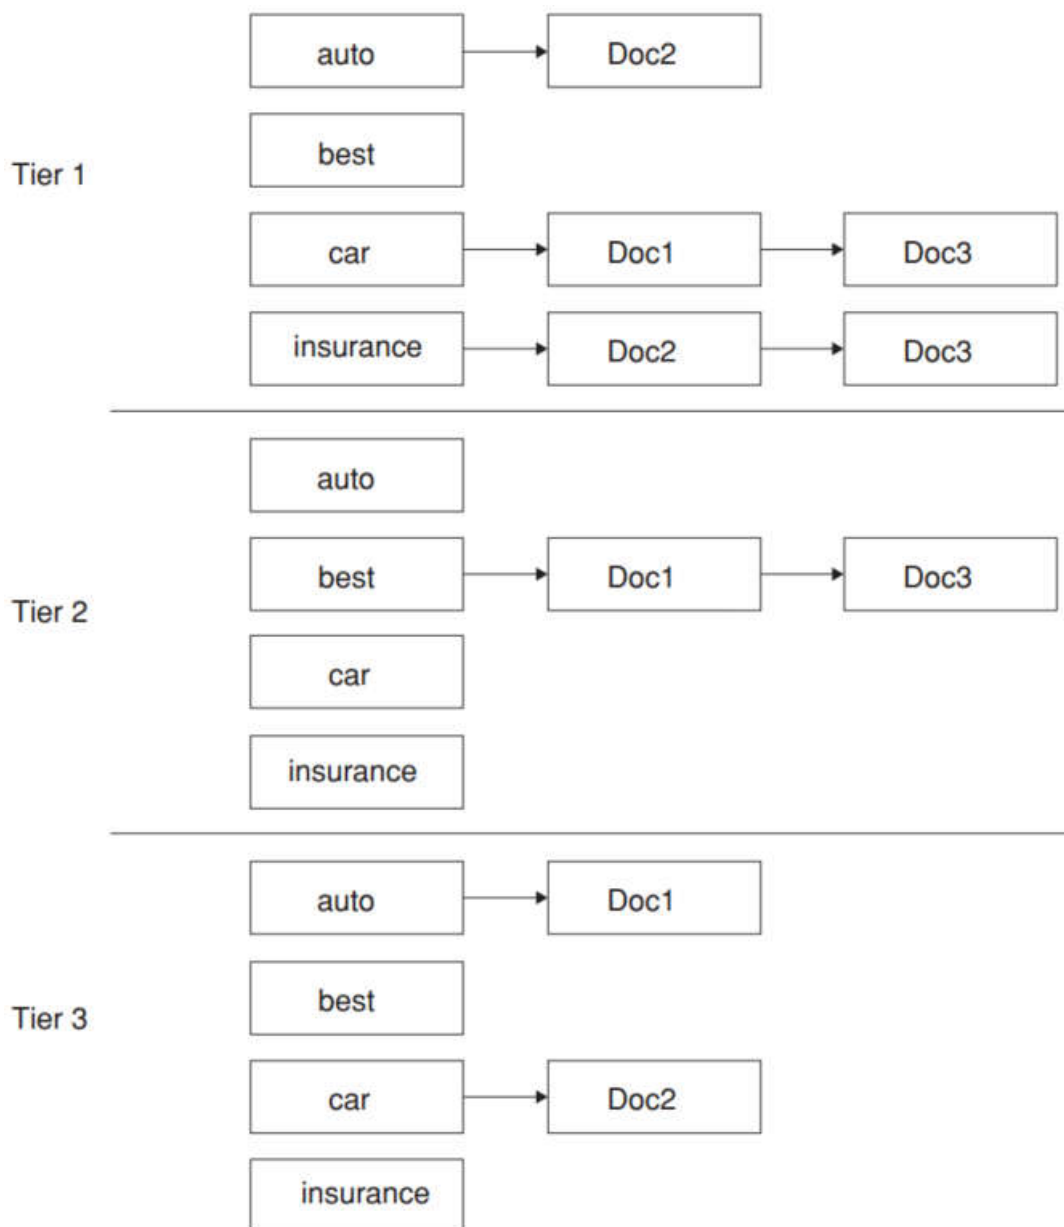 auto Doc2
best
Tier 1
car Doc1 Doc3
insurance Doc2 Doc3
auto
best Doc1 Doc3
Tier 2
car
insurance
auto Doc1
best
Tier 3
car Doc2
insurance